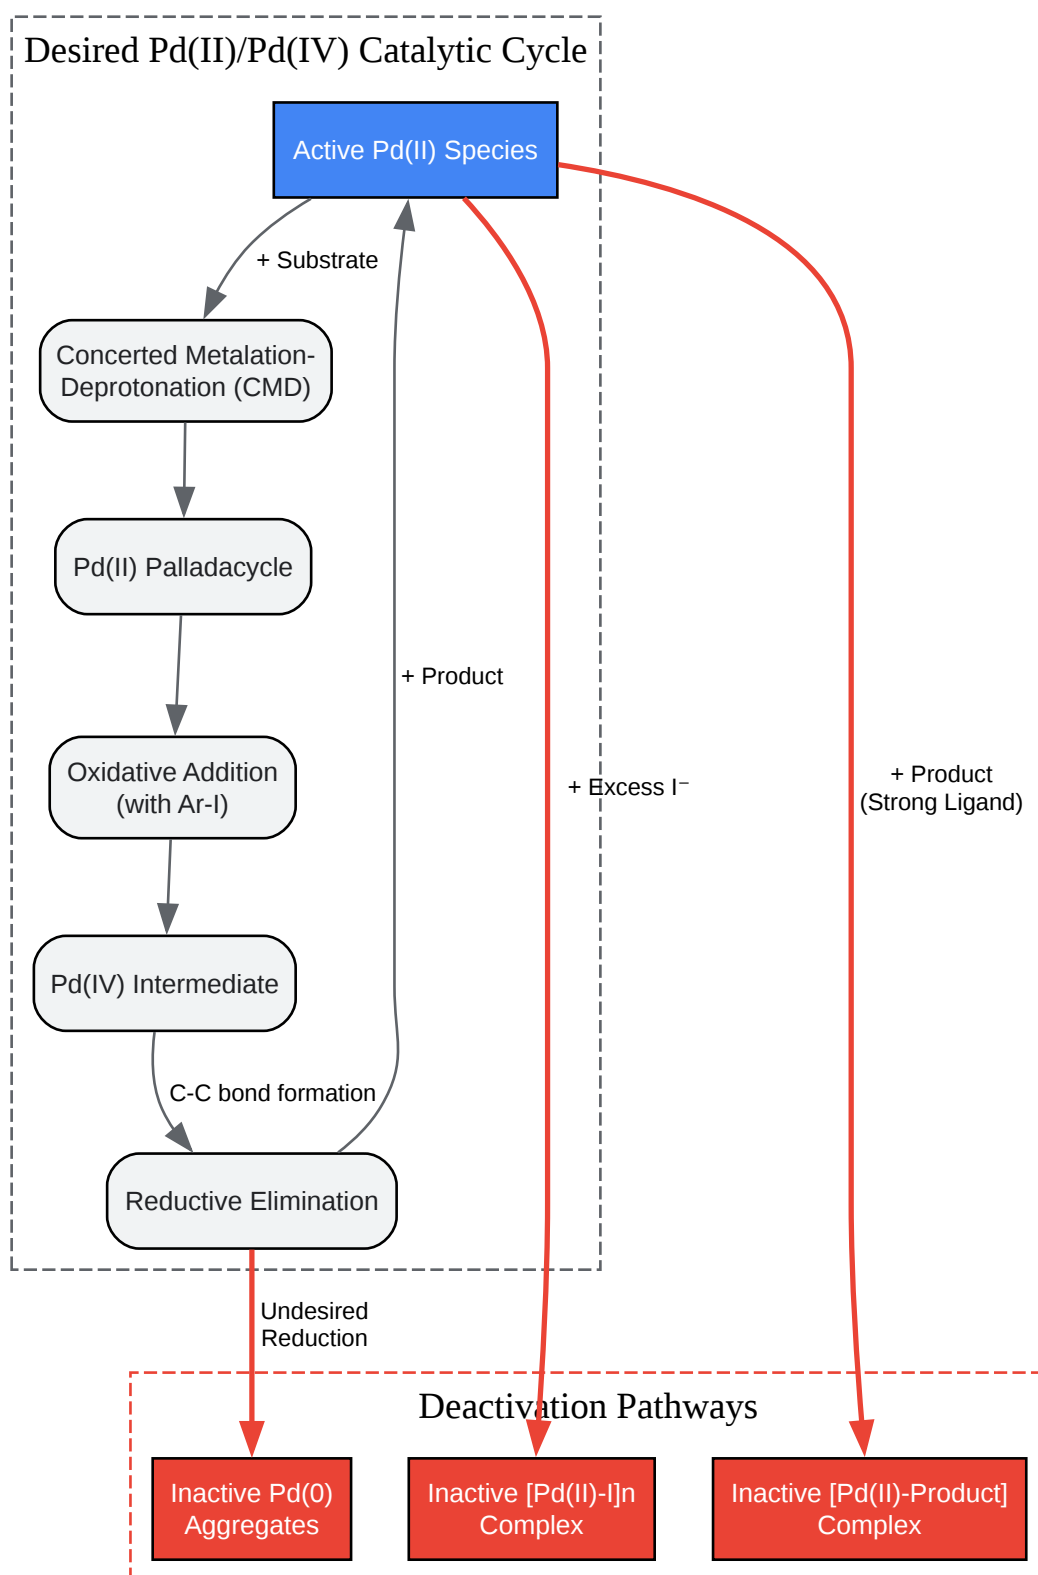 Desired Pd(II)/Pd(IV) Catalytic Cycle
Active Pd(II) Species
+ Substrate
Concerted Metalation-
Deprotonation (CMD)
Pd(II) Palladacycle
+ Product
Oxidative Addition
(with Ar-I)
+ Excess I⁻
+ Product
(Strong Ligand)
Pd(IV) Intermediate
C-C bond formation
Reductive Elimination
Undesired
Reduction
Deactivation Pathways
Inactive Pd(0)
Aggregates
Inactive [Pd(II)-I]n
Complex
Inactive [Pd(II)-Product]
Complex